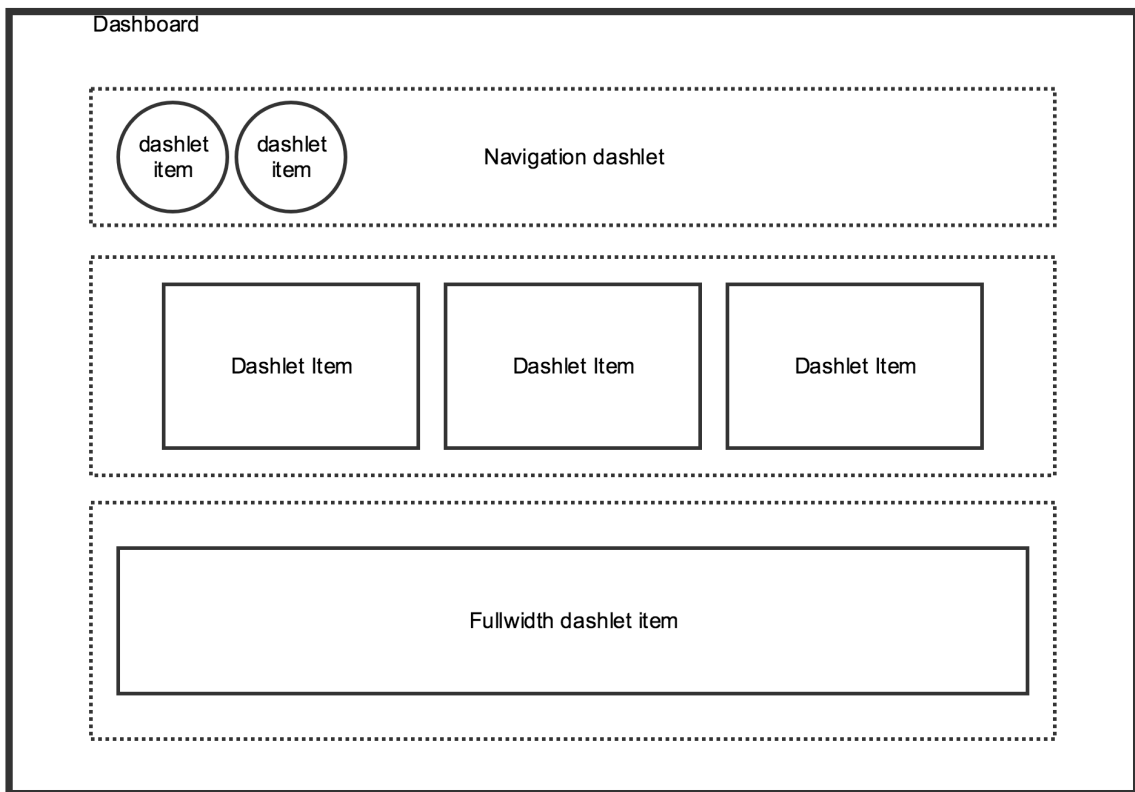 Dashboard
dashlet
item
dashlet
item
Navigation dashlet
Dashlet Item
Dashlet Item
Dashlet Item
Fullwidth dashlet item